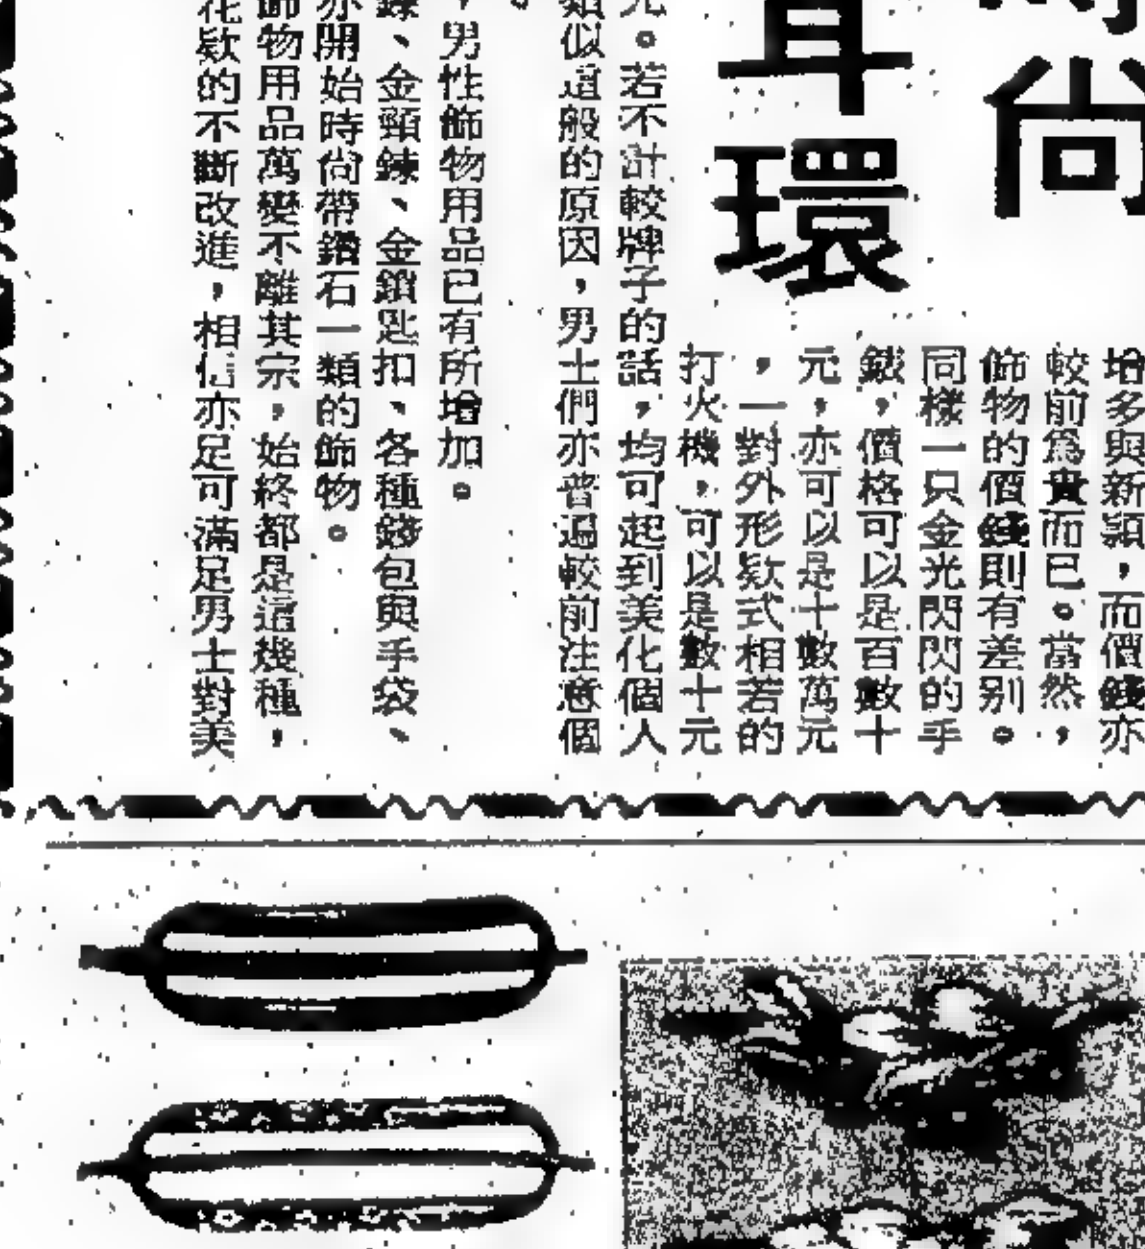 尚
耳環
增多與新穎，而價錢亦
較前爲貴而已。當然，
飾物的價錢則有差别。
同樣一只金光閃閃的手
鈪，價格可以是百數十
元，亦可以是十數萬元
，一對外形欵式相若的
打火機，可以是數十元
。若不計較牌子的話，均可起到美化個人
類似這般的原因，男士們亦普遍較前注意個
。
，男性飾物用品已有所增加。
鍊、金頸鍊、金鎖匙扣、各種錢包與手袋、
亦開始時尚帶鑽石一類的飾物。
飾物用品萬變不離其宗，始終都是這幾種，
花欵的不斷改進，相信亦足可滿足男士對美